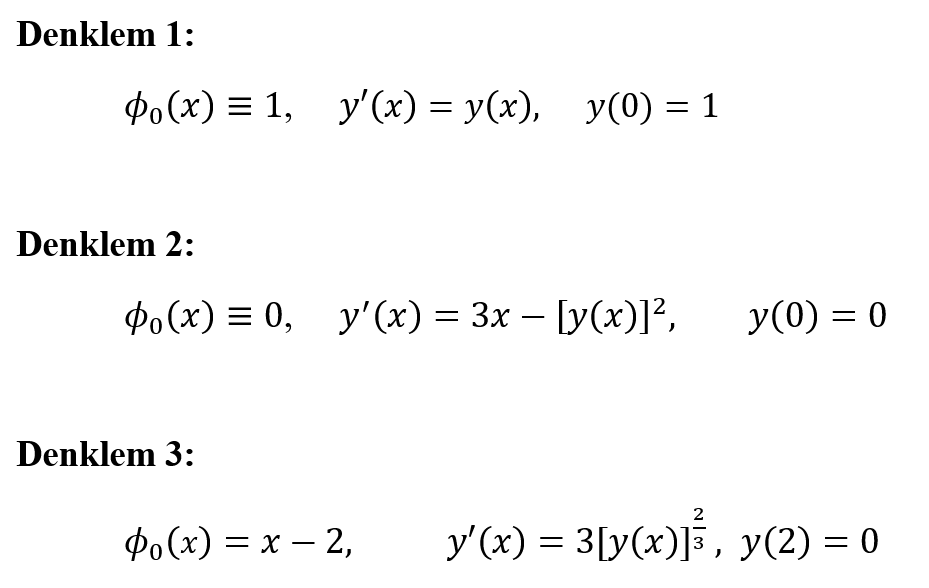 Denklem 1:
ϕ₀(x) ≡ 1, y′(x) = y(x), y(0) = 1
Denklem 2:
ϕ₀(x) ≡ 0, y′(x) = 3x − [y(x)]², y(0) = 0
Denklem 3:
ϕ₀(x) = x − 2, y′(x) = 3[y(x)]^(2/3), y(2) = 0